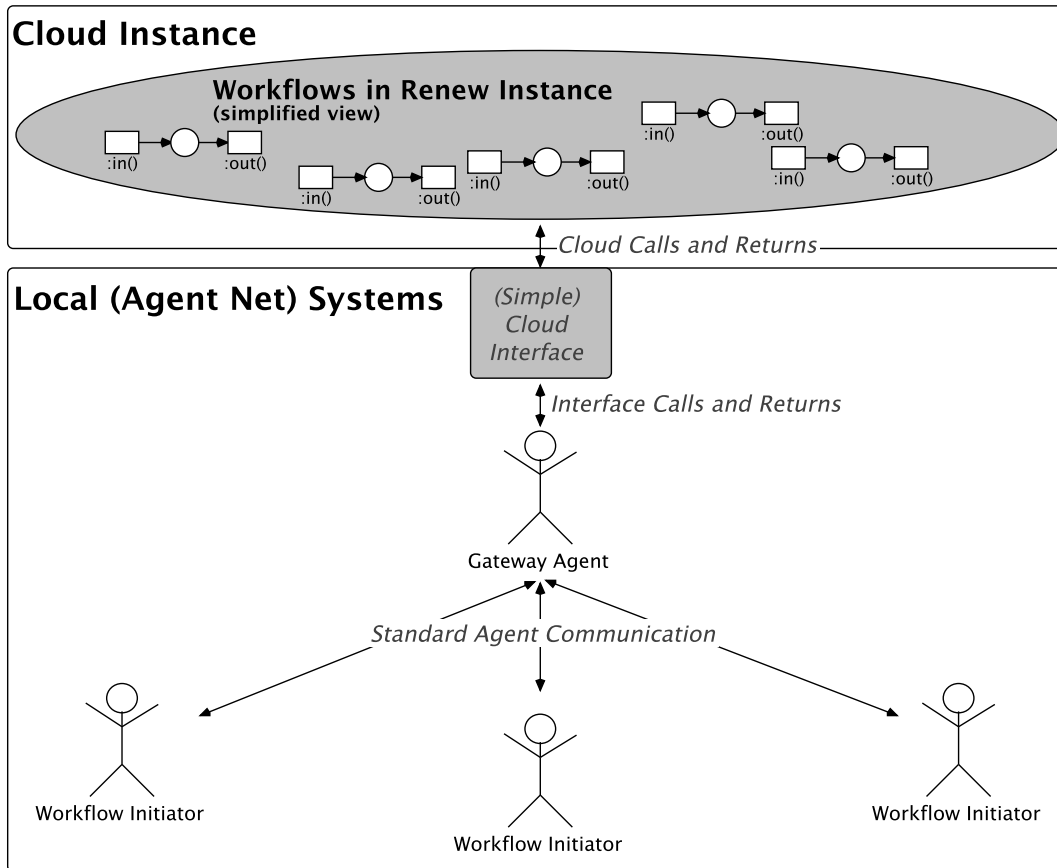 Cloud Instance
Workflows in Renew Instance
(simplified view)
:in()
:out()
:in()
:out()
:in()
:out()
:in()
:out()
:in()
:out()
Cloud Calls and Returns
Local (Agent Net) Systems
(Simple)
Cloud
Interface
Interface Calls and Returns
Gateway Agent
Standard Agent Communication
Workflow Initiator
Workflow Initiator
Workflow Initiator